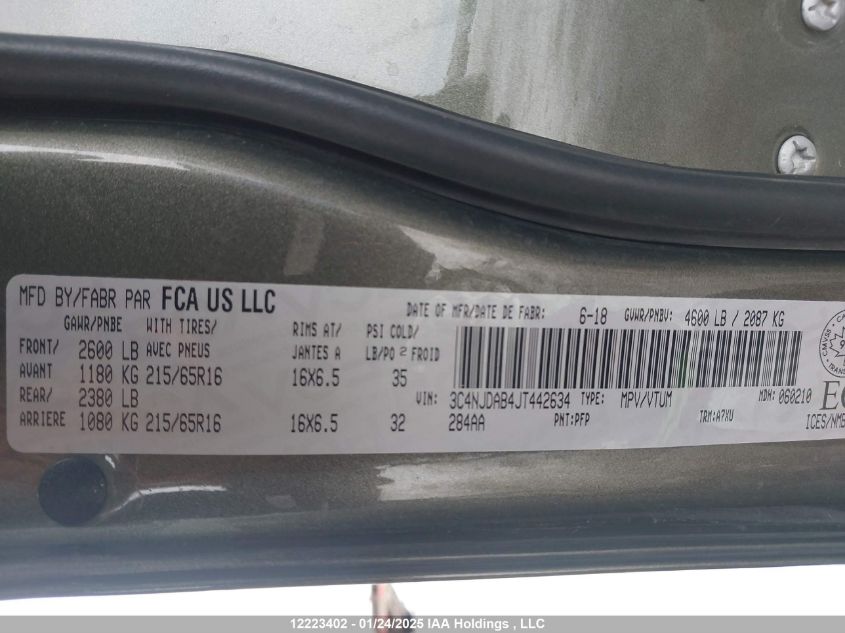 MFD BY/FABR PAR FCA US LLC
DATE OF MFR/DATE DE FABR: 6-18 GVWR/PNBV: 4600 LB / 2087 KG
GAWR/PNBE WITH TIRES/ RIMS AT/ PSI COLD/
FRONT/ 2600 LB AVEC PNEUS JANTES A LB/PO 2 FROID
AVANT 1180 KG 215/65R16 16X6.5 35
REAR/ 2380 LB
VIN: 3C4NJDAB4JT442634 TYPE: MPV/VTUM MDH: 060210
ARRIERE 1080 KG 215/65R16 16X6.5 32
284AA PNT:PFP TRM:A7XU
ICES/NMB
12223402 - 01/24/2025 IAA Holdings , LLC